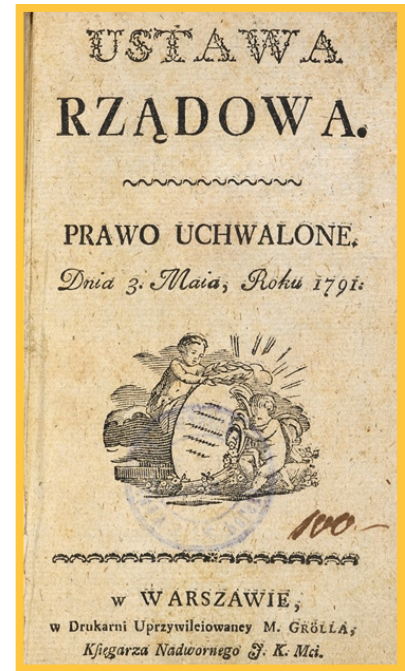 USTAWA
RZĄDOWA.
PRAWO UCHWALONE.
Dnia 3. Maia, Roku 1791.
100-
w WARSZAWIE,
w Drukarni Uprzywileiowaney M. GRÖLLA,
Księgarza Nadwornego J. K. Mci.